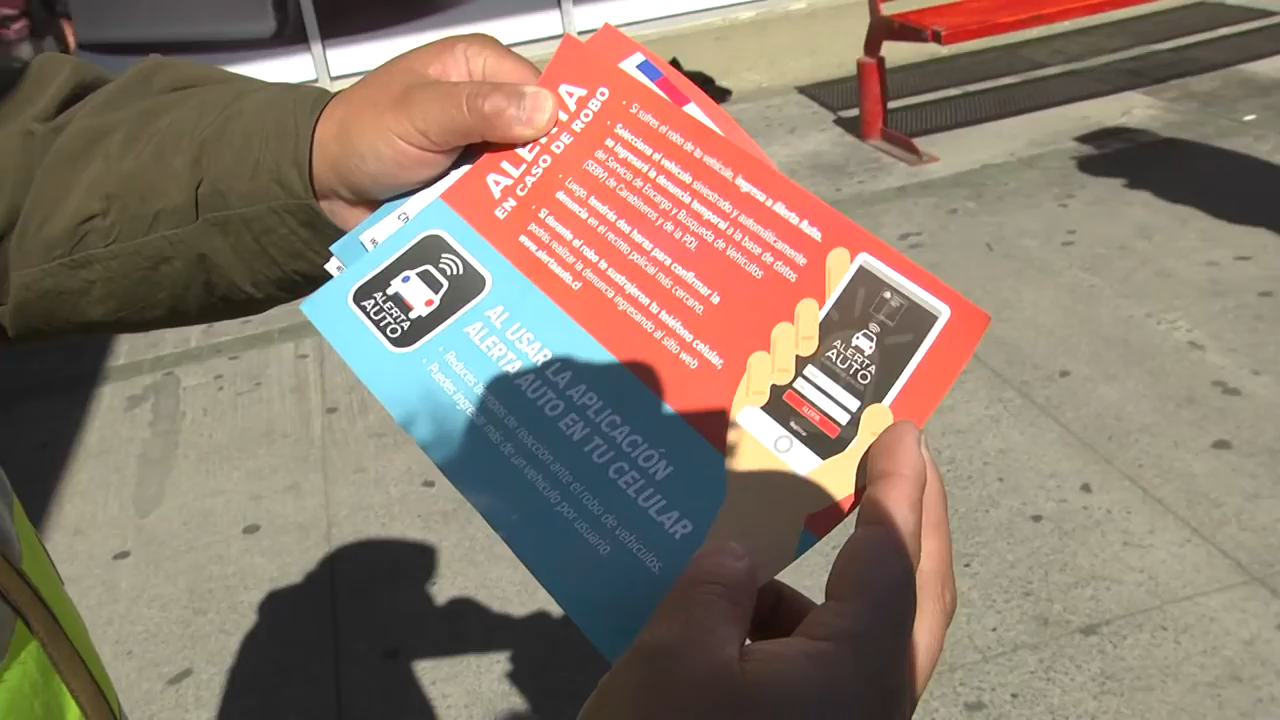 ALERTA
EN CASO DE ROBO
· Si sufres el robo de tu vehículo, ingresa a Alerta Auto.
· Selecciona el vehículo siniestrado y automáticamente
se ingresará la denuncia temporal a la base de datos
del Servicio de Encargo y Búsqueda de Vehículos
(SEBV) de Carabineros y de la PDI.
· Luego, tendrás dos horas para confirmar la
denuncia en el recinto policial más cercano.
· Si durante el robo te sustrajeron tu teléfono celular,
podrás realizar la denuncia ingresando al sitio web
www.alertaauto.cl
ALERTA
AUTO
ALERTA
AUTO
AL USAR LA APLICACIÓN
ALERTA AUTO EN TU CELULAR
· Reduces tiempos de reacción ante el robo de vehículos.
· Puedes ingresar más de un vehículo por usuario